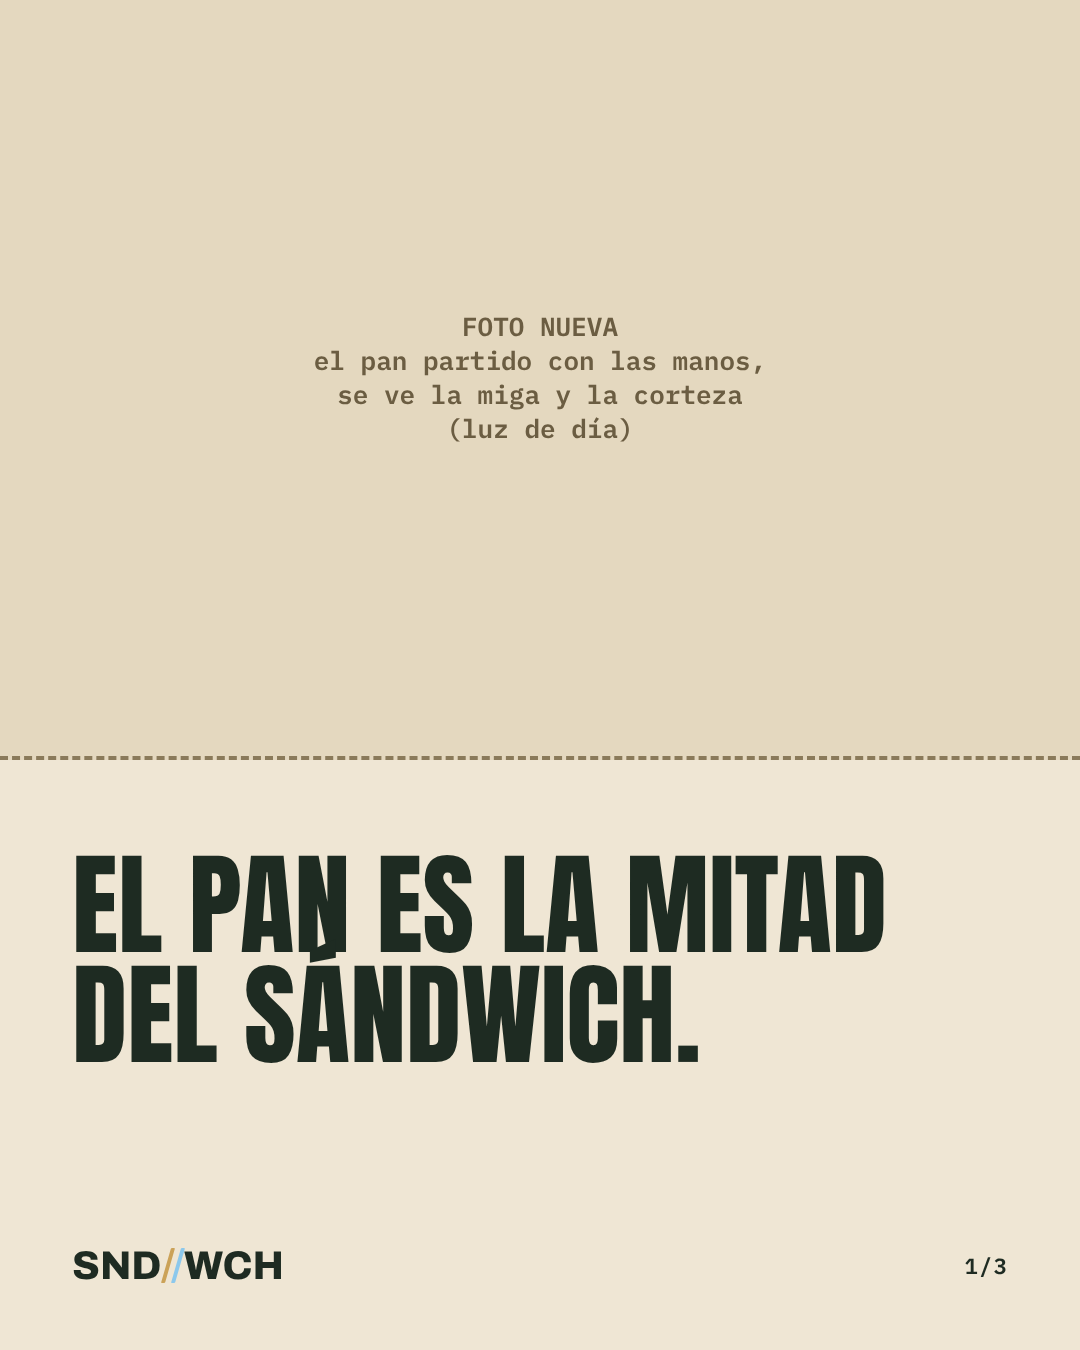 FOTO NUEVA
el pan partido con las manos,
se ve la miga y la corteza
(luz de día)
EL PAN ES LA MITAD
DEL SÁNDWICH.
SND//WCH
1/3